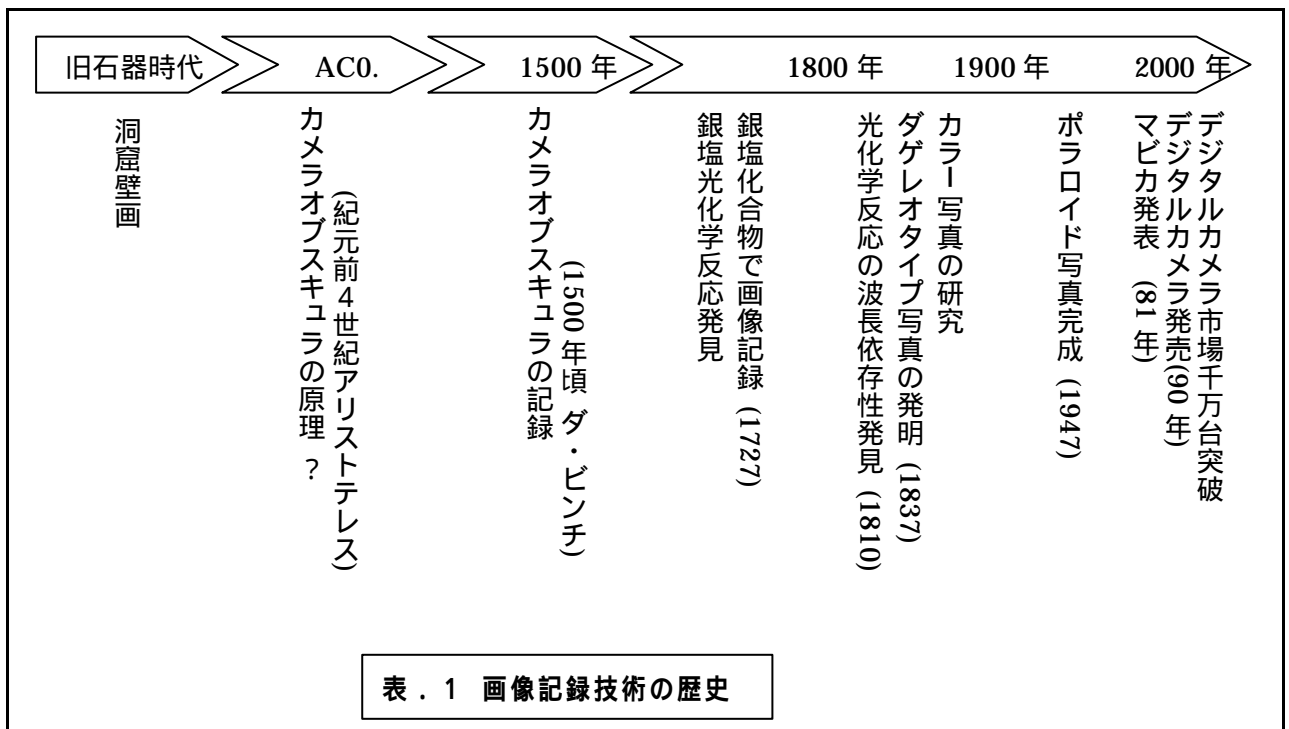 旧石器時代
AC0.
1500 年
1800 年
1900 年
2000 年
洞窟壁画
カメラオブスキュラの原理 ?
(紀元前4世紀アリストテレス)
カメラオブスキュラの記録
(1500 年頃 ダ・ビンチ)
銀塩光化学反応発見
銀塩化合物で画像記録 (1727)
光化学反応の波長依存性発見 (1810)
ダゲレオタイプ写真の発明 (1837)
カラー写真の研究
ポラロイド写真完成 (1947)
マビカ発表 (81 年)
デジタルカメラ発売(90 年)
デジタルカメラ市場千万台突破
表．1 画像記録技術の歴史